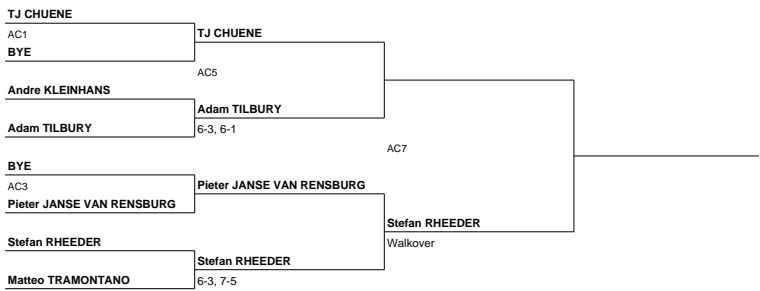 TJ CHUENE
AC1
TJ CHUENE
BYE
AC5
Andre KLEINHANS
Adam TILBURY
Adam TILBURY
6-3, 6-1
AC7
BYE
AC3
Pieter JANSE VAN RENSBURG
Pieter JANSE VAN RENSBURG
Stefan RHEEDER
Stefan RHEEDER
Walkover
Stefan RHEEDER
Matteo TRAMONTANO
6-3, 7-5